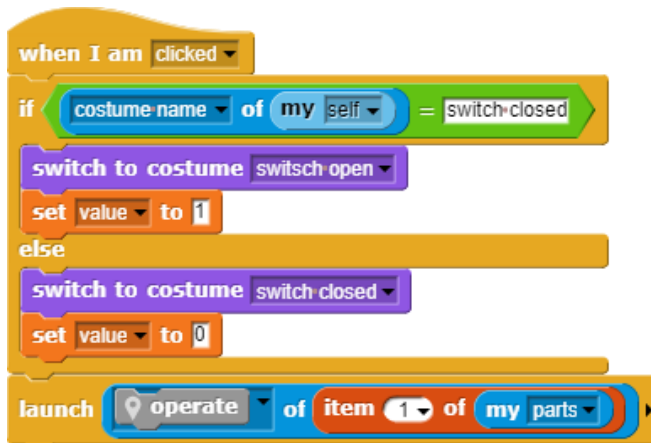 when I am clicked
if costume name of my self = switch closed
switch to costume switsch open
set value to 1
else
switch to costume switch closed
set value to 0
launch operate of item 1 of my parts